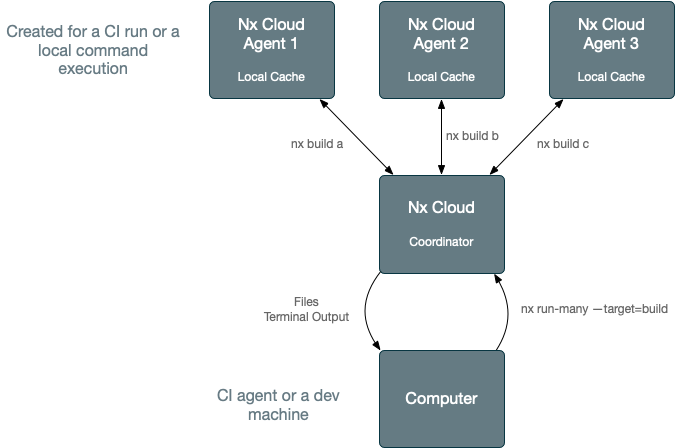 Created for a CI run or a
local command
execution
Nx Cloud
Agent 1
Local Cache
Nx Cloud
Agent 2
Local Cache
Nx Cloud
Agent 3
Local Cache
nx build a
nx build b
nx build c
Nx Cloud
Coordinator
Files
Terminal Output
nx run-many —target=build
CI agent or a dev
machine
Computer